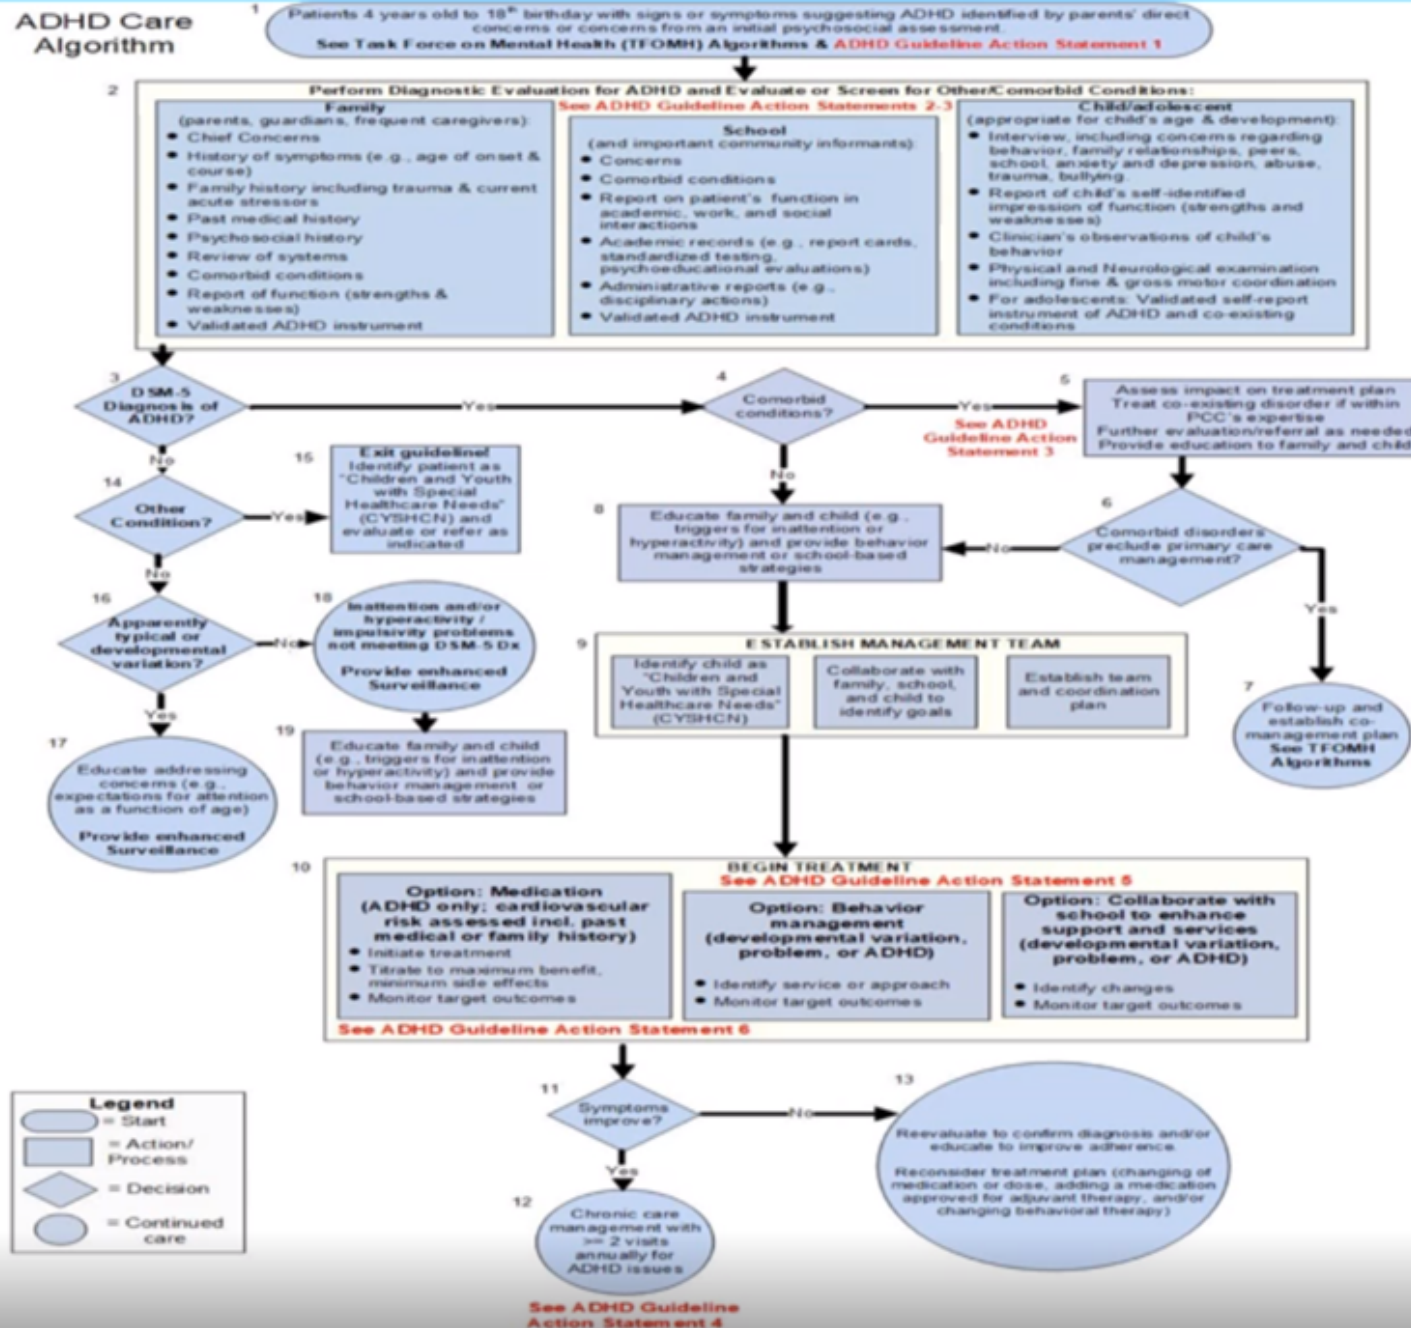 ADHD Care
Algorithm
1
Patients 4 years old to 18th birthday with signs or symptoms suggesting ADHD identified by parents' direct
concerns or concerns from an initial psychosocial assessment.
See Task Force on Mental Health (TFOMH) Algorithms & ADHD Guideline Action Statement 1
2
Perform Diagnostic Evaluation for ADHD and Evaluate or Screen for Other/Comorbid Conditions:
See ADHD Guideline Action Statements 2-3
Family
(parents, guardians, frequent caregivers):
• Chief Concerns
• History of symptoms (e.g., age of onset &
course)
• Family history including trauma & current
acute stressors
• Past medical history
• Psychosocial history
• Review of systems
• Comorbid conditions
• Report of function (strengths &
weaknesses)
• Validated ADHD instrument
School
(and important community informants):
• Concerns
• Comorbid conditions
• Report on patient's function in
academic, work, and social
interactions
• Academic records (e.g., report cards,
standardized testing,
psychoeducational evaluations)
• Administrative reports (e.g.,
disciplinary actions)
• Validated ADHD instrument
Child/adolescent
(appropriate for child's age & development):
• Interview, including concerns regarding
behavior, family relationships, peers,
school, anxiety and depression, abuse,
trauma, bullying.
• Report of child's self-identified
impression of function (strengths and
weaknesses)
• Clinician's observations of child's
behavior
• Physical and Neurological examination
including fine & gross motor coordination
• For adolescents: Validated self-report
instrument of ADHD and co-existing
conditions
3
DSM-5
Diagnosis of
ADHD?
Yes
4
Comorbid
conditions?
Yes
See ADHD
Guideline Action
Statement 3
5
Assess impact on treatment plan
Treat co-existing disorder if within
PCC's expertise
Further evaluation/referral as needed
Provide education to family and child
No
14
Other
Condition?
Yes
15
Exit guideline!
Identify patient as
"Children and Youth
with Special
Healthcare Needs"
(CYSHCN) and
evaluate or refer as
indicated
No
8
Educate family and child (e.g.,
triggers for inattention or
hyperactivity) and provide behavior
management or school-based
strategies
No
6
Comorbid disorders
preclude primary care
management?
Yes
7
Follow-up and
establish co-
management plan
See TFOMH
Algorithms
No
16
Apparently
typical or
developmental
variation?
No
18
Inattention and/or
hyperactivity /
impulsivity problems
not meeting DSM-5 Dx
Provide enhanced
Surveillance
Yes
17
Educate addressing
concerns (e.g.,
expectations for attention
as a function of age)
Provide enhanced
Surveillance
19
Educate family and child
(e.g., triggers for inattention
or hyperactivity) and provide
behavior management or
school-based strategies
9
ESTABLISH MANAGEMENT TEAM
Identify child as
"Children and
Youth with Special
Healthcare Needs"
(CYSHCN)
Collaborate with
family, school,
and child to
identify goals
Establish team
and coordination
plan
10
BEGIN TREATMENT
See ADHD Guideline Action Statement 5
Option: Medication
(ADHD only; cardiovascular
risk assessed incl. past
medical or family history)
• Initiate treatment
• Titrate to maximum benefit,
minimum side effects
• Monitor target outcomes
Option: Behavior
management
(developmental variation,
problem, or ADHD)
• Identify service or approach
• Monitor target outcomes
Option: Collaborate with
school to enhance
support and services
(developmental variation,
problem, or ADHD)
• Identify changes
• Monitor target outcomes
See ADHD Guideline Action Statement 6
11
Symptoms
improve?
No
13
Reevaluate to confirm diagnosis and/or
educate to improve adherence.
Reconsider treatment plan (changing of
medication or dose, adding a medication
approved for adjuvant therapy, and/or
changing behavioral therapy)
Yes
12
Chronic care
management with
>= 2 visits
annually for
ADHD issues
See ADHD Guideline
Action Statement 4
Legend
= Start
= Action/
Process
= Decision
= Continued
care